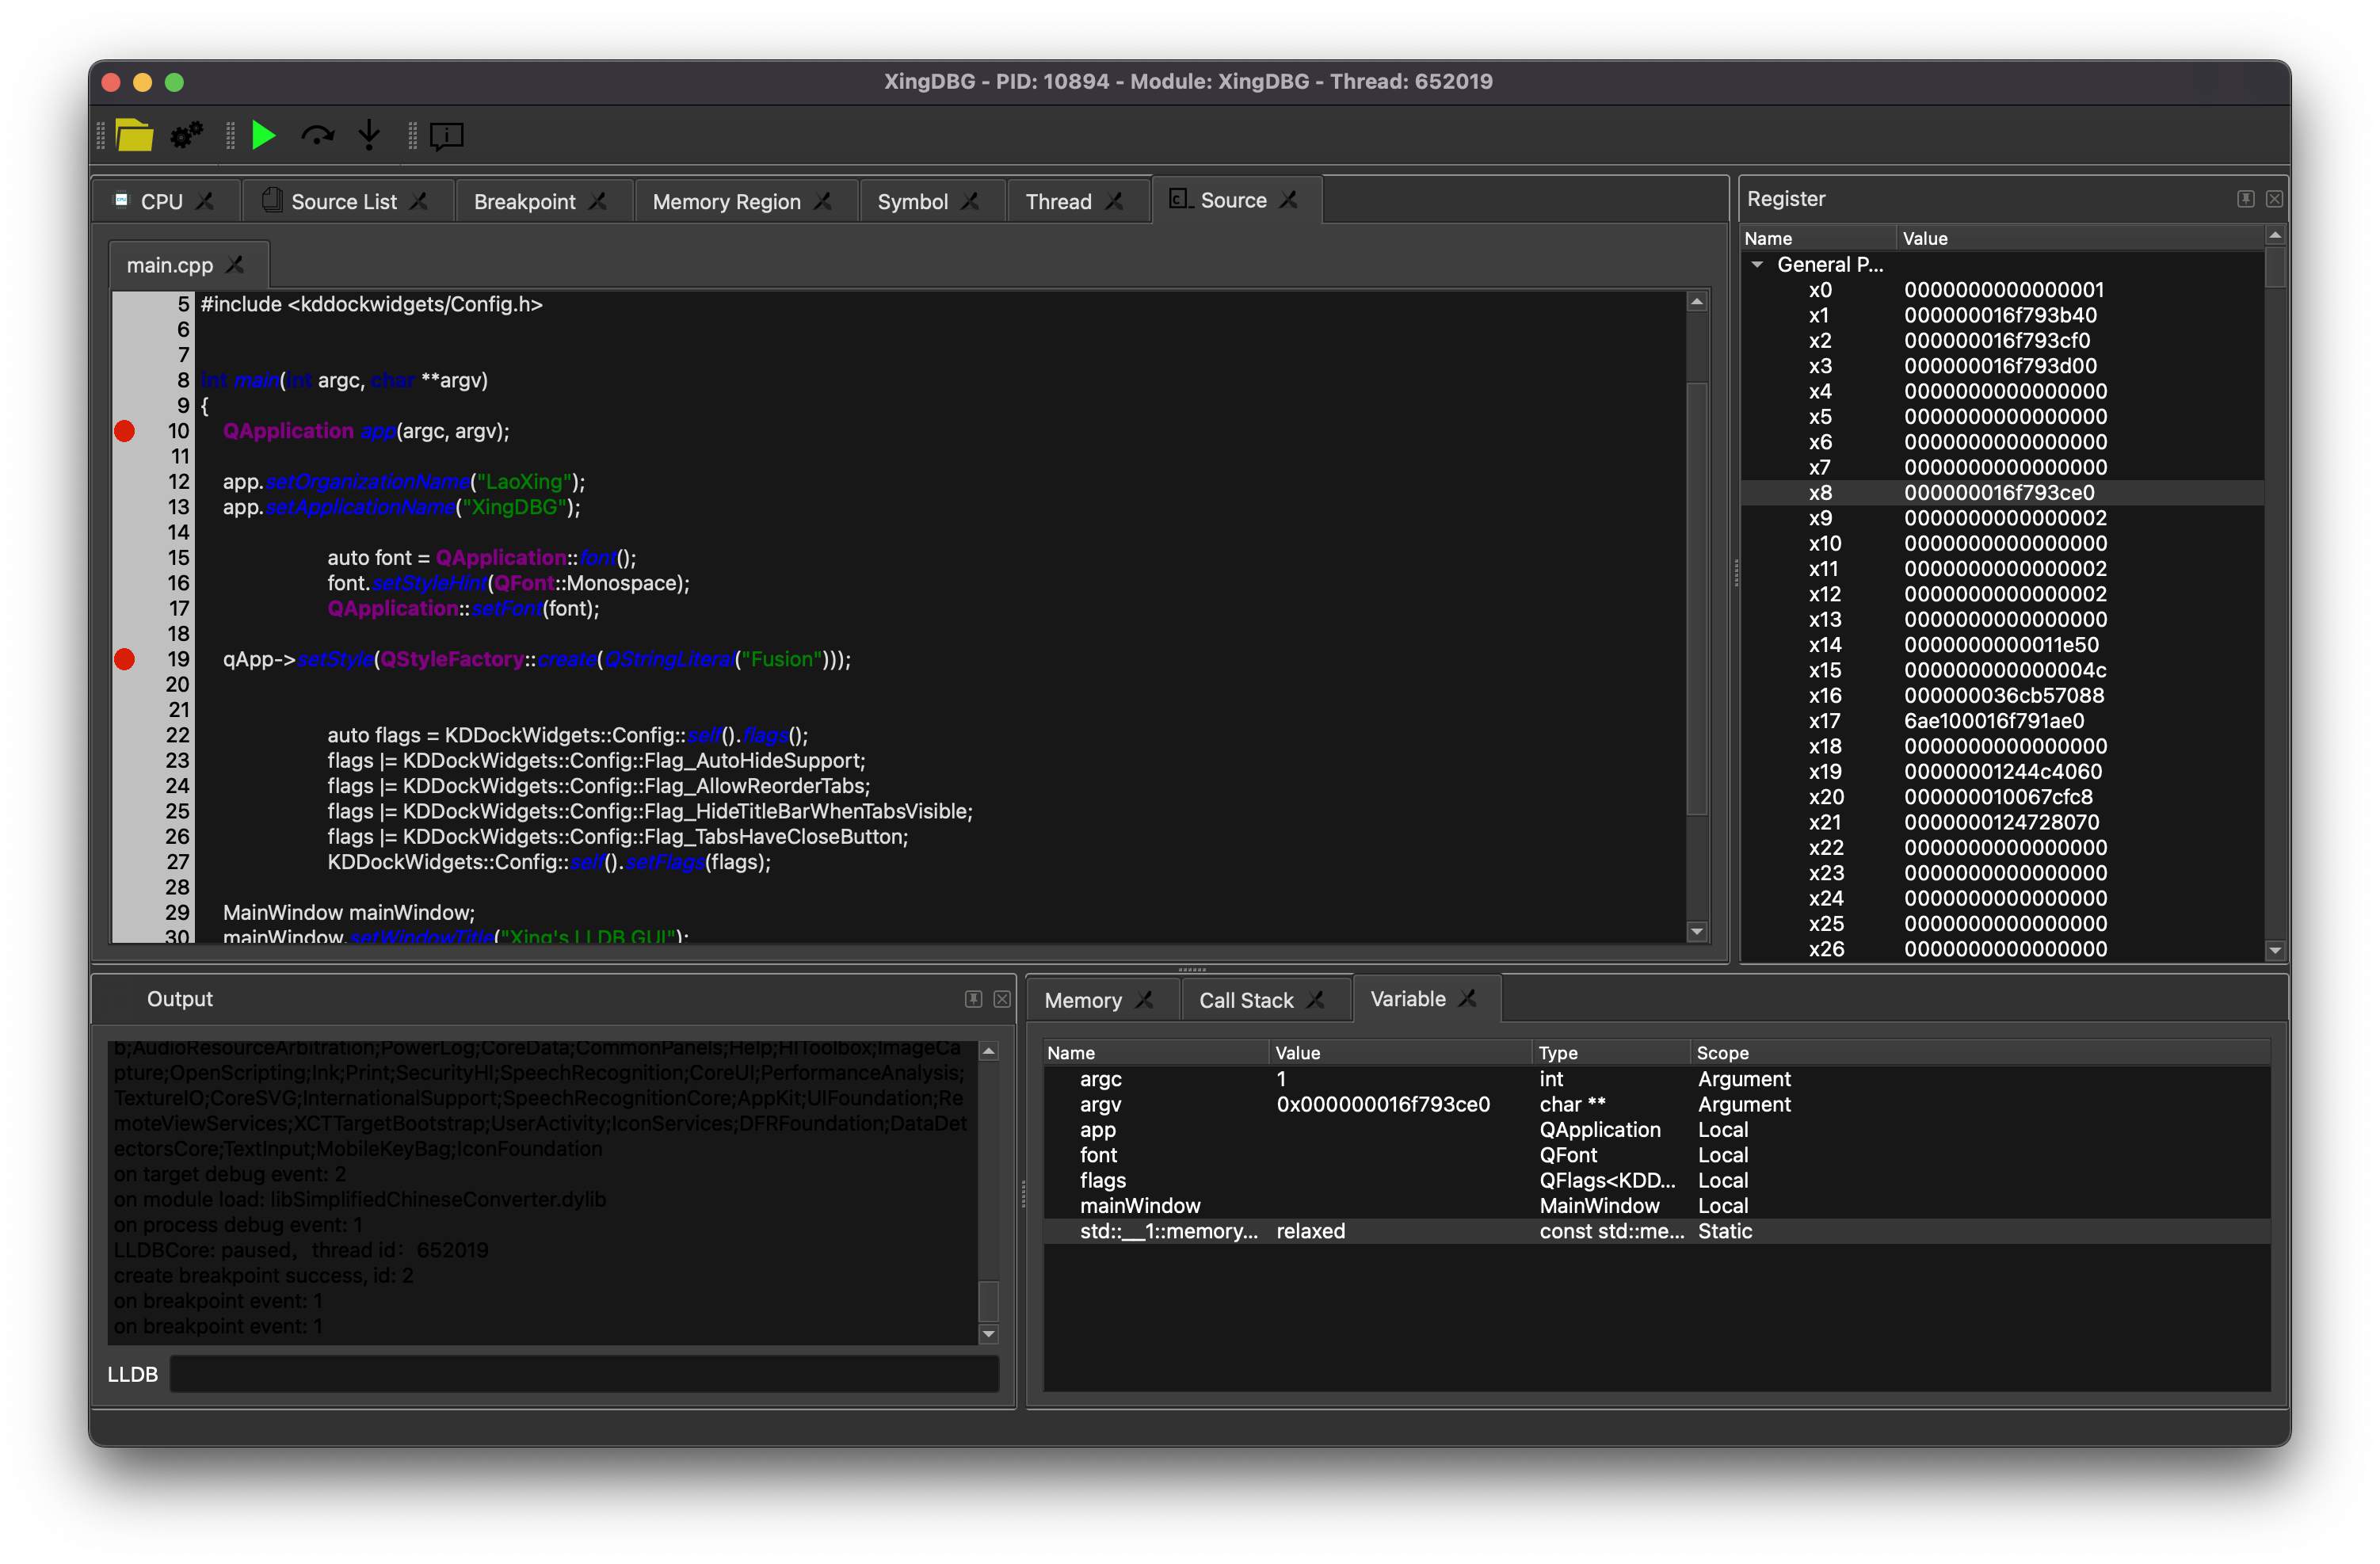 XingDBG - PID: 10894 - Module: XingDBG - Thread: 652019
CPU
Source List
Breakpoint
Memory Region
Symbol
Thread
Source
main.cpp
5 #include <kddockwidgets/Config.h>
6
7
8 int main(int argc, char **argv)
9 {
10 QApplication app(argc, argv);
11
12 app.setOrganizationName("LaoXing");
13 app.setApplicationName("XingDBG");
14
15 auto font = QApplication::font();
16 font.setStyleHint(QFont::Monospace);
17 QApplication::setFont(font);
18
19 qApp->setStyle(QStyleFactory::create(QStringLiteral("Fusion")));
20
21
22 auto flags = KDDockWidgets::Config::self().flags();
23 flags |= KDDockWidgets::Config::Flag_AutoHideSupport;
24 flags |= KDDockWidgets::Config::Flag_AllowReorderTabs;
25 flags |= KDDockWidgets::Config::Flag_HideTitleBarWhenTabsVisible;
26 flags |= KDDockWidgets::Config::Flag_TabsHaveCloseButton;
27 KDDockWidgets::Config::self().setFlags(flags);
28
29 MainWindow mainWindow;
30 mainWindow.setWindowTitle("Xing's LLDB GUI");
Register
Name Value
General P...
x0 0000000000000001
x1 000000016f793b40
x2 000000016f793cf0
x3 000000016f793d00
x4 0000000000000000
x5 0000000000000000
x6 0000000000000000
x7 0000000000000000
x8 000000016f793ce0
x9 0000000000000002
x10 0000000000000000
x11 0000000000000002
x12 0000000000000002
x13 0000000000000000
x14 0000000000011e50
x15 000000000000004c
x16 000000036cb57088
x17 6ae100016f791ae0
x18 0000000000000000
x19 00000001244c4060
x20 000000010067cfc8
x21 0000000124728070
x22 0000000000000000
x23 0000000000000000
x24 0000000000000000
x25 0000000000000000
x26 0000000000000000
Output
b;AudioResourceArbitration;PowerLog;CoreData;CommonPanels;Help;HIToolbox;ImageCa
pture;OpenScripting;Ink;Print;SecurityHI;SpeechRecognition;CoreUI;PerformanceAnalysis;
TextureIO;CoreSVG;InternationalSupport;SpeechRecognitionCore;AppKit;UIFoundation;Re
moteViewServices;XCTTargetBootstrap;UserActivity;IconServices;DFRFoundation;DataDet
ectorsCore;TextInput;MobileKeyBag;IconFoundation
on target debug event: 2
on module load: libSimplifiedChineseConverter.dylib
on process debug event: 1
LLDBCore: paused，thread id：652019
create breakpoint success, id: 2
on breakpoint event: 1
on breakpoint event: 1
LLDB
Memory
Call Stack
Variable
Name Value Type Scope
argc 1 int Argument
argv 0x000000016f793ce0 char ** Argument
app QApplication Local
font QFont Local
flags QFlags<KDD... Local
mainWindow MainWindow Local
std::__1::memory... relaxed const std::me... Static